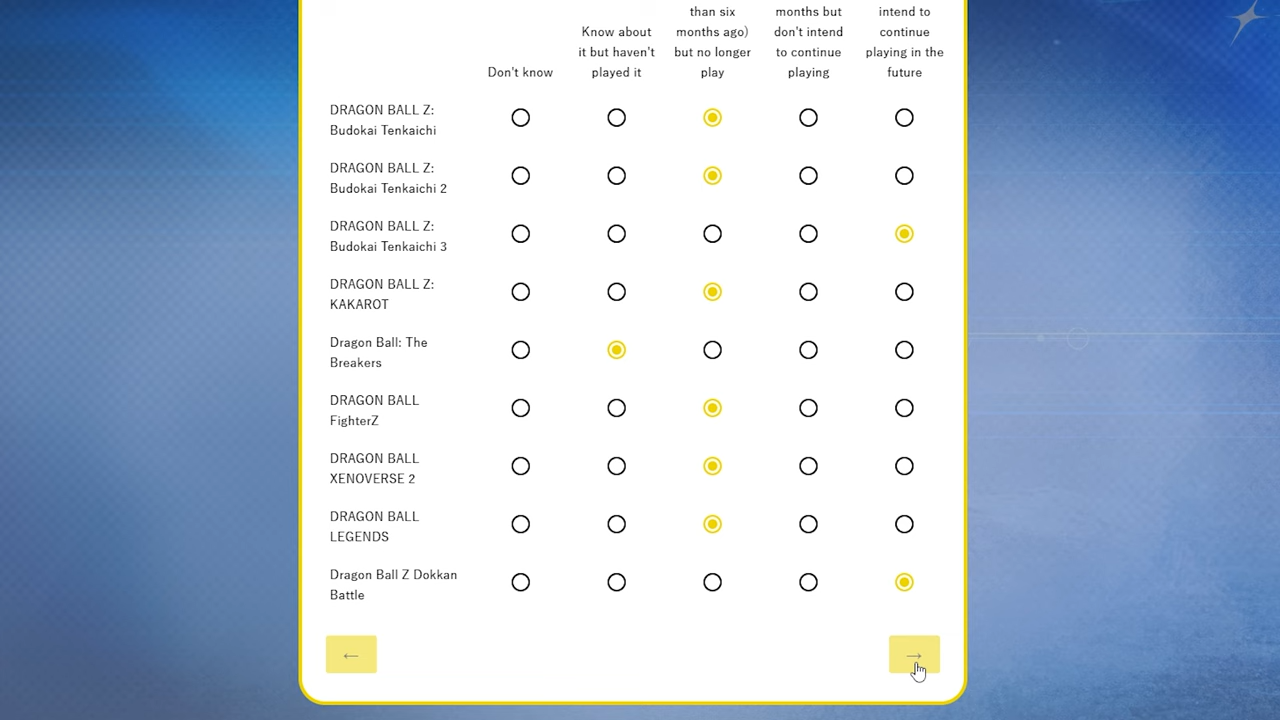 Don't know
Know about
it but haven't
played it
than six
months ago)
but no longer
play
months but
don't intend
to continue
playing
intend to
continue
playing in the
future
DRAGON BALL Z:
Budokai Tenkaichi
DRAGON BALL Z:
Budokai Tenkaichi 2
DRAGON BALL Z:
Budokai Tenkaichi 3
DRAGON BALL Z:
KAKAROT
Dragon Ball: The
Breakers
DRAGON BALL
FighterZ
DRAGON BALL
XENOVERSE 2
DRAGON BALL
LEGENDS
Dragon Ball Z Dokkan
Battle
←
→